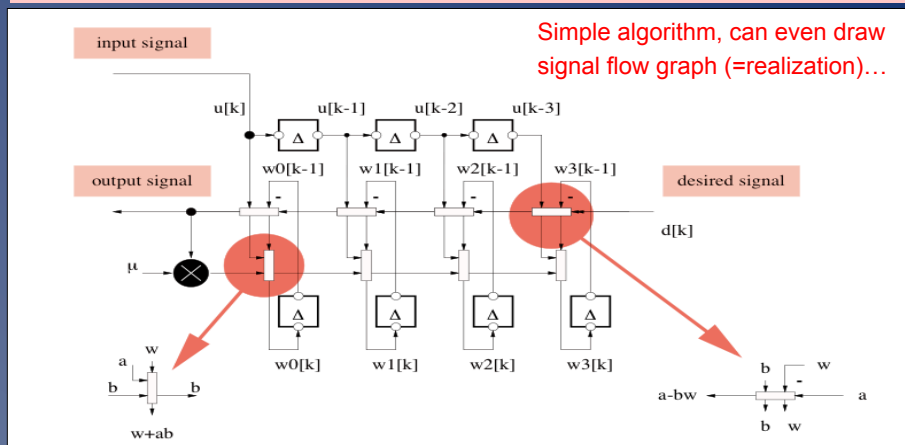 Simple algorithm, can even draw
signal flow graph (=realization)…
input signal
u[k]
u[k-1]
u[k-2]
u[k-3]
Δ
Δ
Δ
w0[k-1]
w1[k-1]
w2[k-1]
w3[k-1]
output signal
desired signal
-
-
-
-
d[k]
μ
Δ
Δ
Δ
Δ
w0[k]
w1[k]
w2[k]
w3[k]
w
a
b
b
w+ab
b
w
-
a-bw
a
b
w